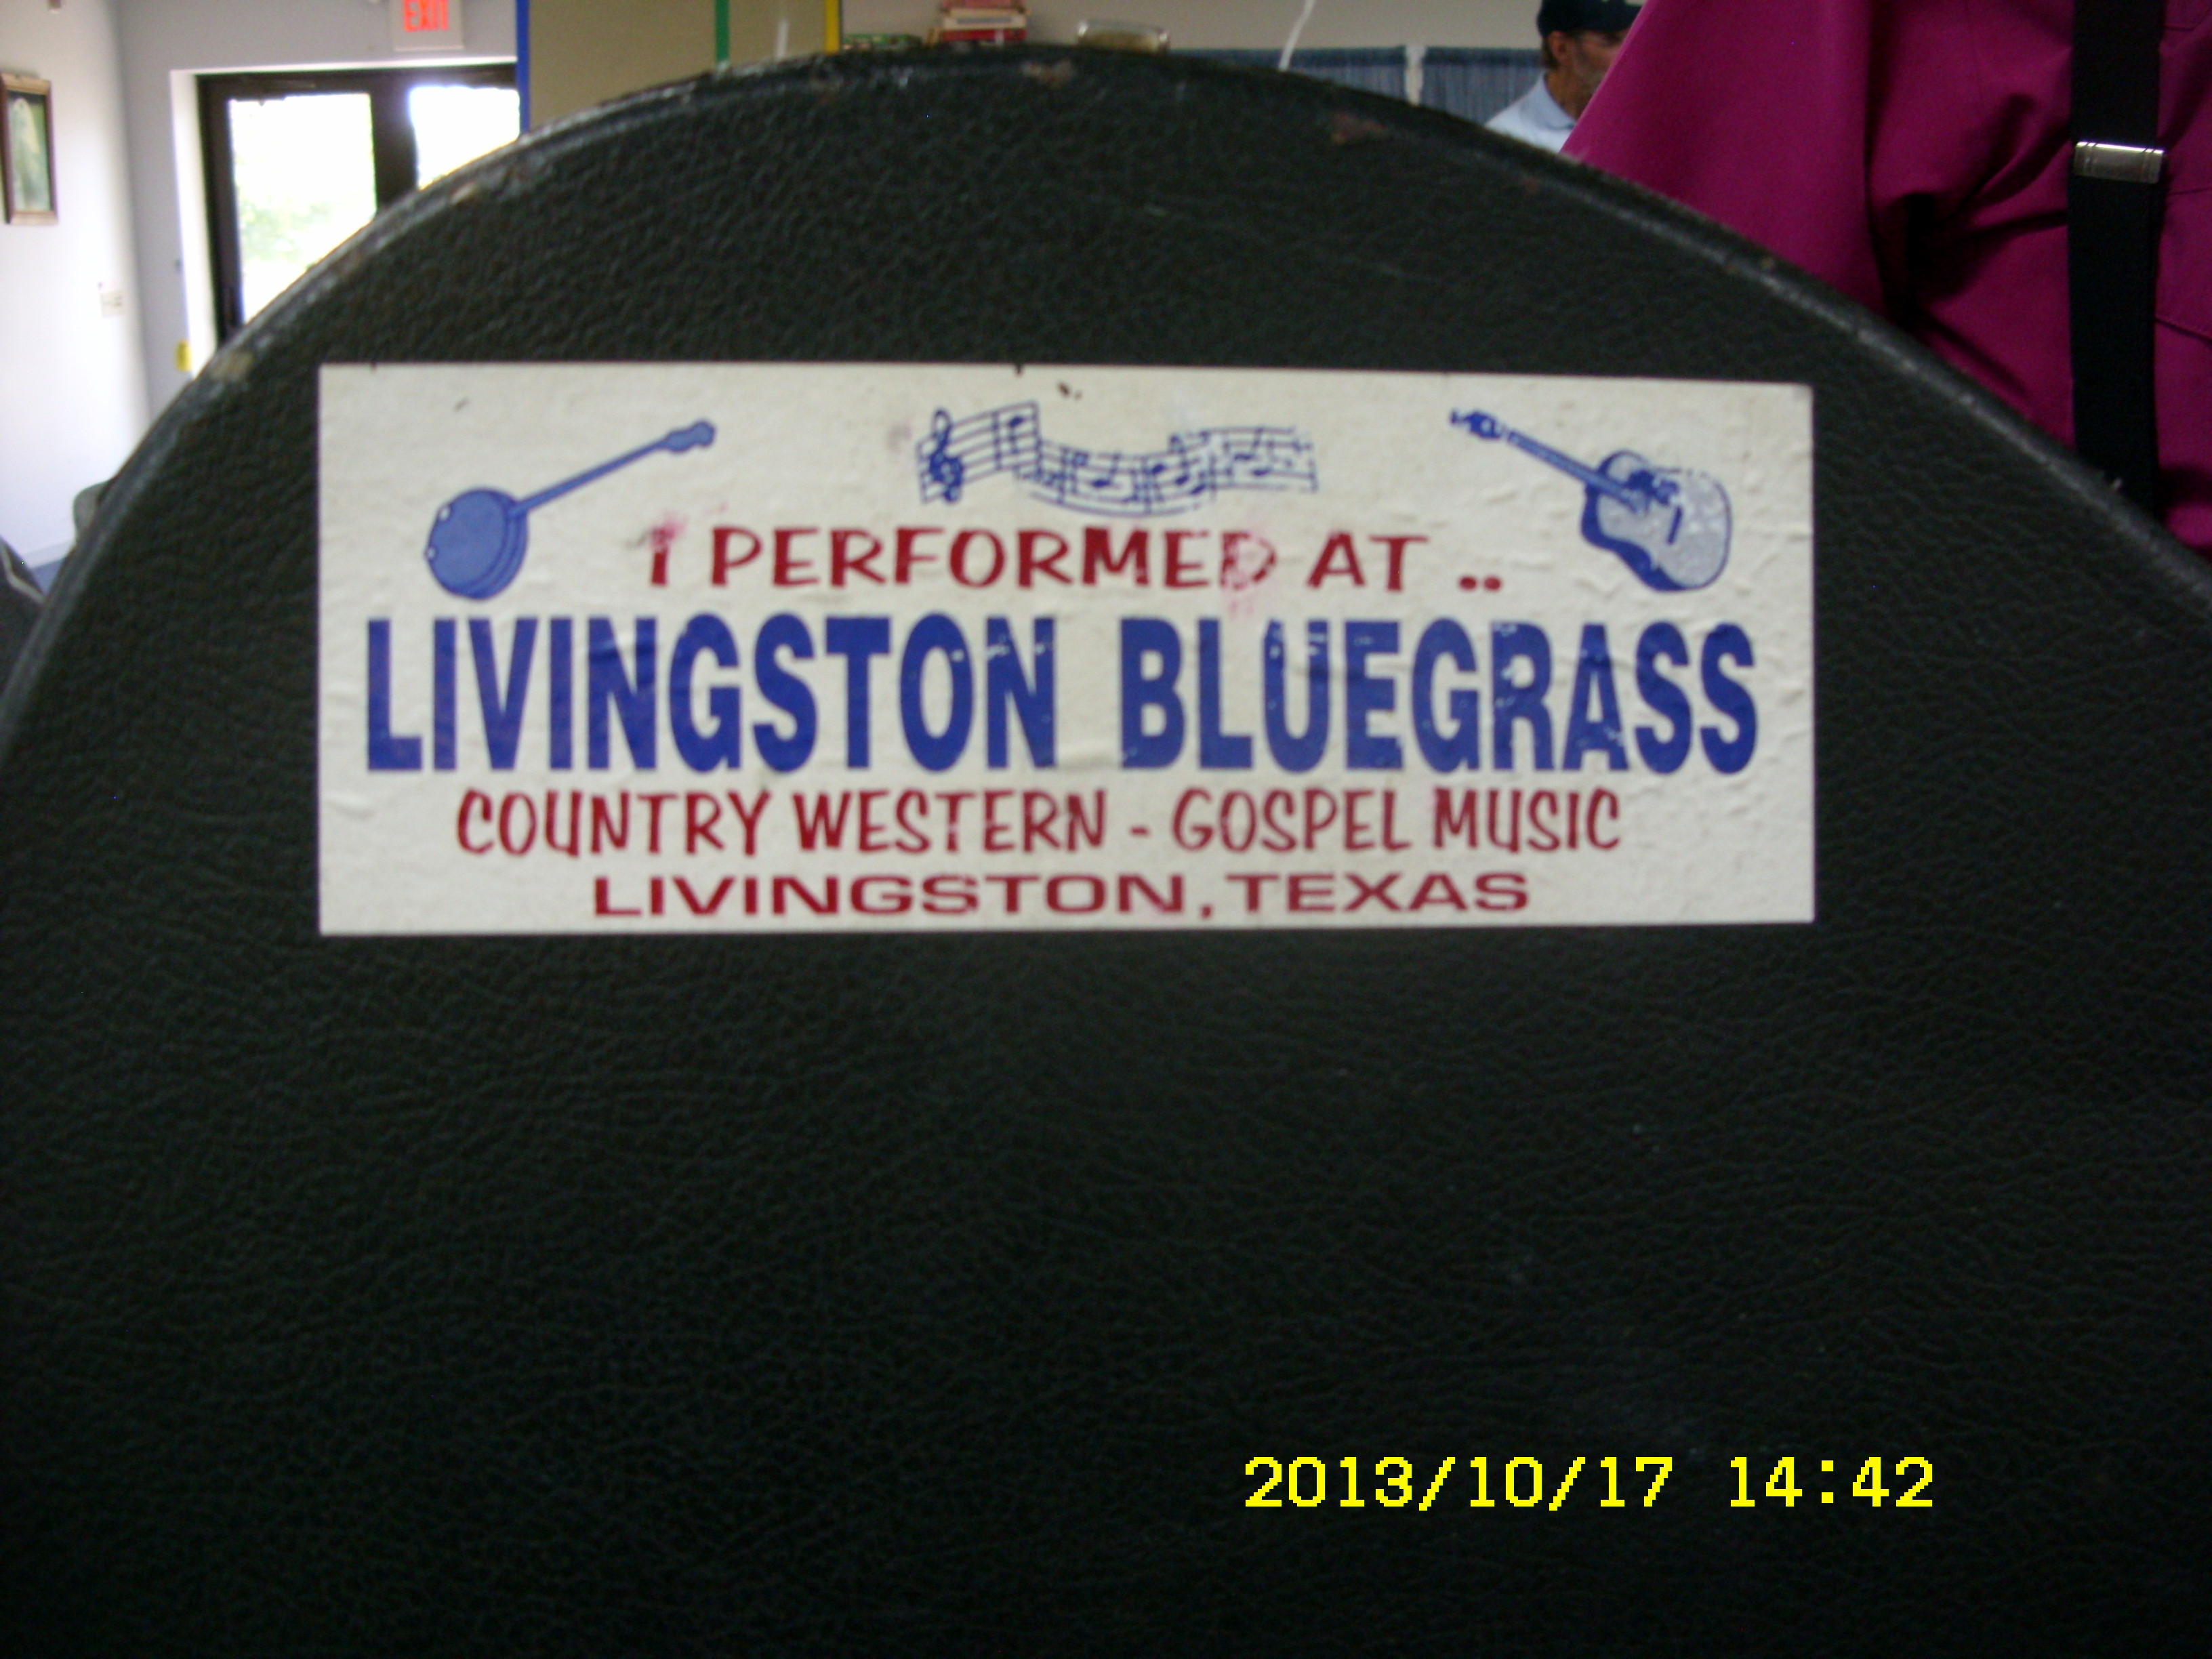 EXIT
I PERFORMED AT ..
LIVINGSTON BLUEGRASS
COUNTRY WESTERN - GOSPEL MUSIC
LIVINGSTON, TEXAS
2013/10/17 14:42